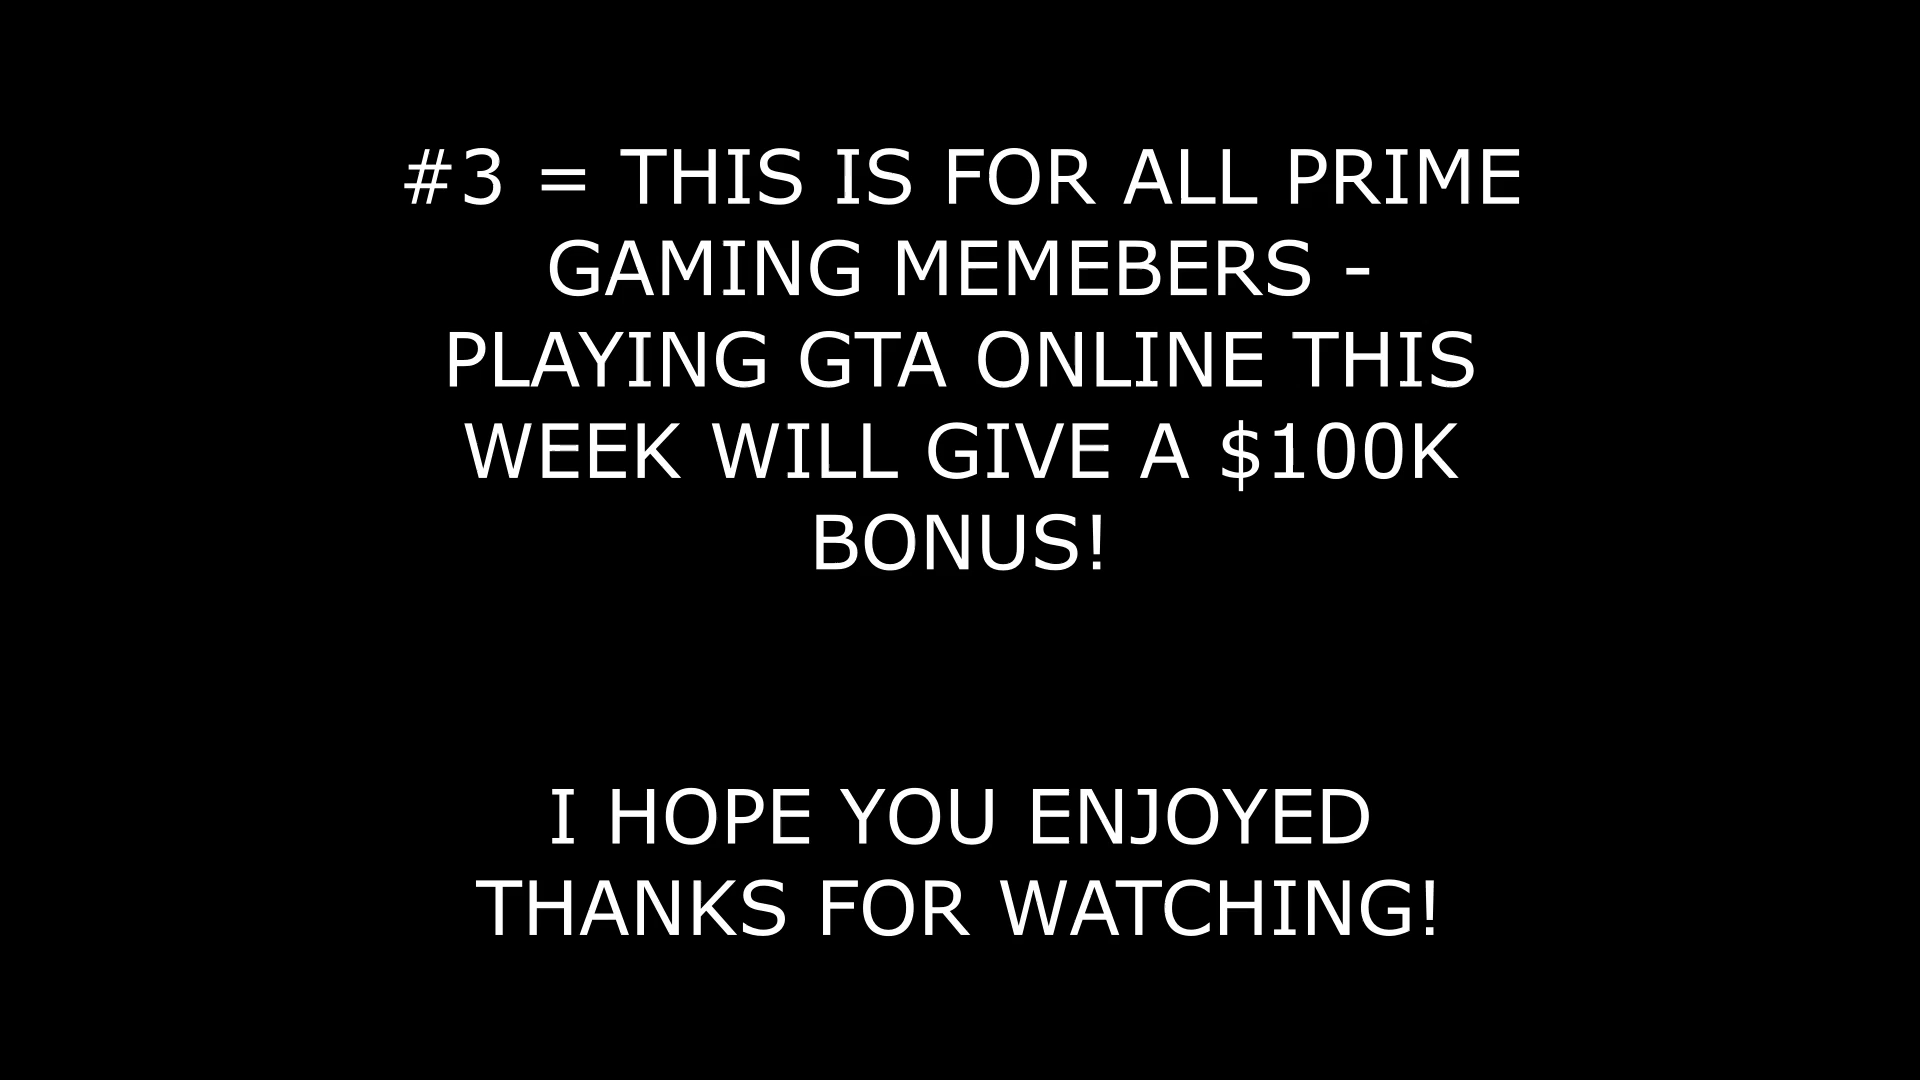 #3 = THIS IS FOR ALL PRIME
GAMING MEMEBERS -
PLAYING GTA ONLINE THIS
WEEK WILL GIVE A $100K
BONUS!
I HOPE YOU ENJOYED
THANKS FOR WATCHING!